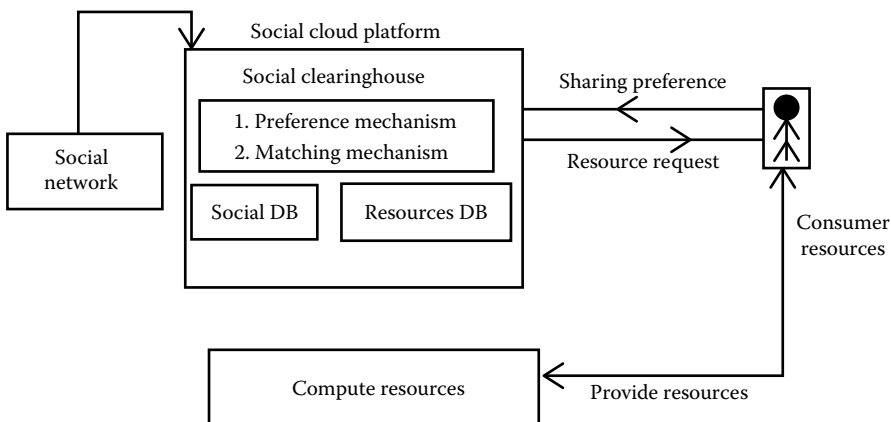 Social cloud platform
Social clearinghouse
1. Preference mechanism
2. Matching mechanism
Social DB
Resources DB
Social
network
Sharing preference
Resource request
Consumer
resources
Compute resources
Provide resources